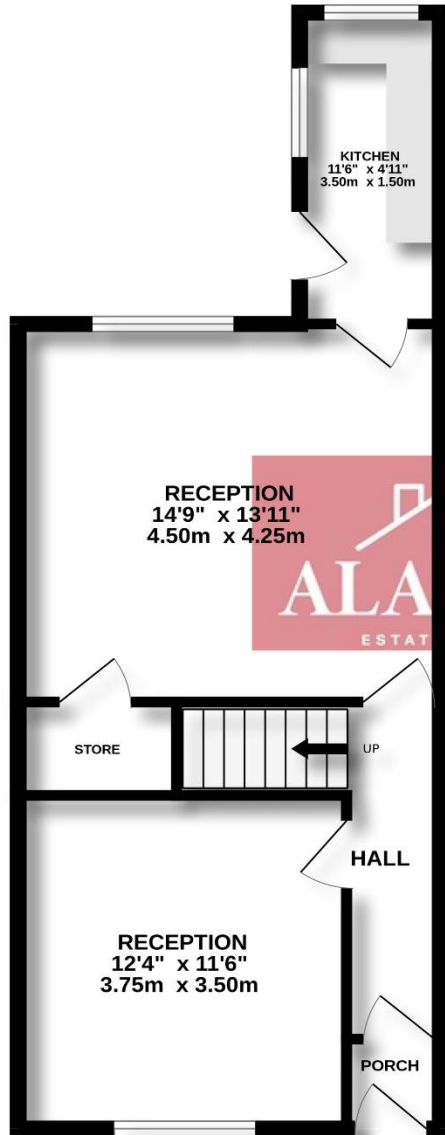 KITCHEN
11'6" x 4'11"
3.50m x 1.50m
RECEPTION
14'9" x 13'11"
4.50m x 4.25m
ALA
ESTAT
STORE
UP
HALL
RECEPTION
12'4" x 11'6"
3.75m x 3.50m
PORCH